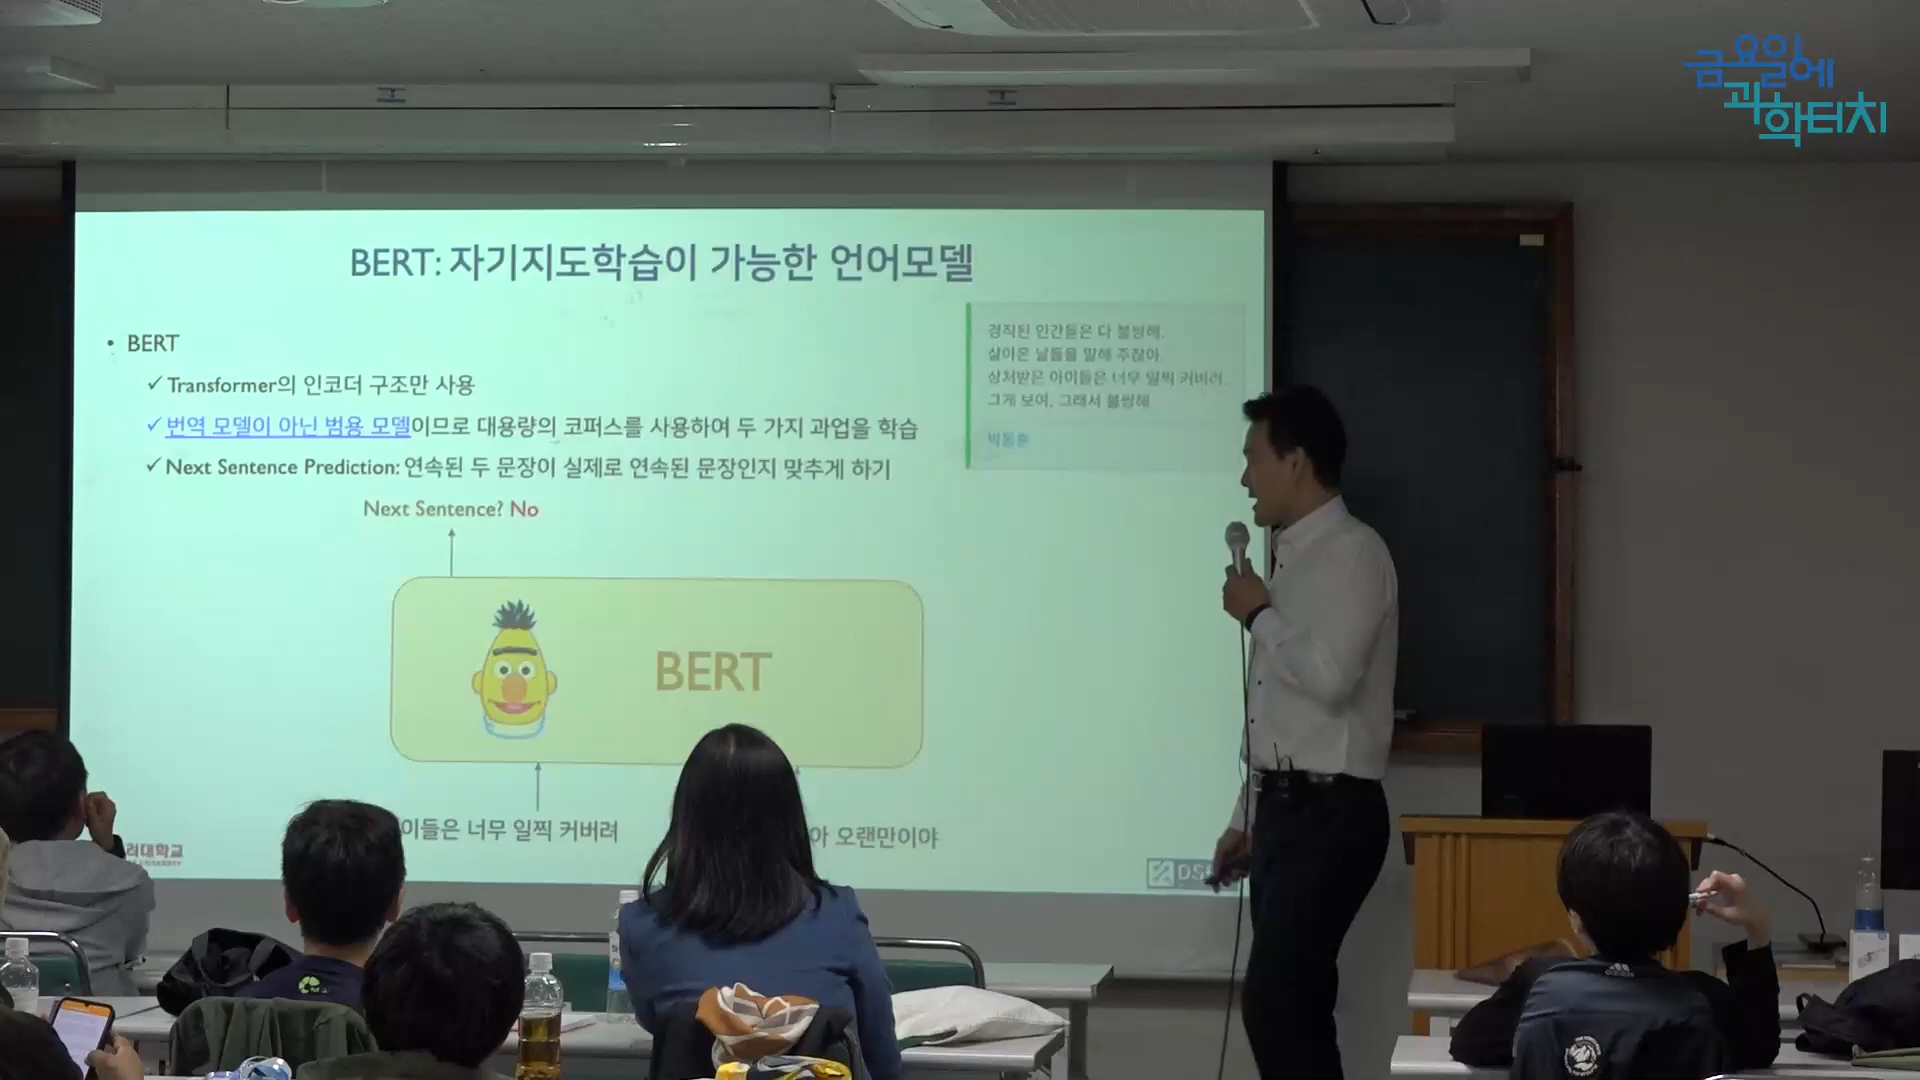 금요일에
과학터치
BERT: 자기지도학습이 가능한 언어모델
• BERT
✓ Transformer의 인코더 구조만 사용
✓ 번역 모델이 아닌 범용 모델이므로 대용량의 코퍼스를 사용하여 두 가지 과업을 학습
✓ Next Sentence Prediction: 연속된 두 문장이 실제로 연속된 문장인지 맞추게 하기
경직된 인간들은 다 불쌍해.
살아온 날들을 말해 주잖아.
상처받은 아이들은 너무 일찍 커버려.
그게 보여, 그래서 불쌍해
박동훈
Next Sentence? No
BERT
이들은 너무 일찍 커버려
아 오랜만이야
려대학교
adidas